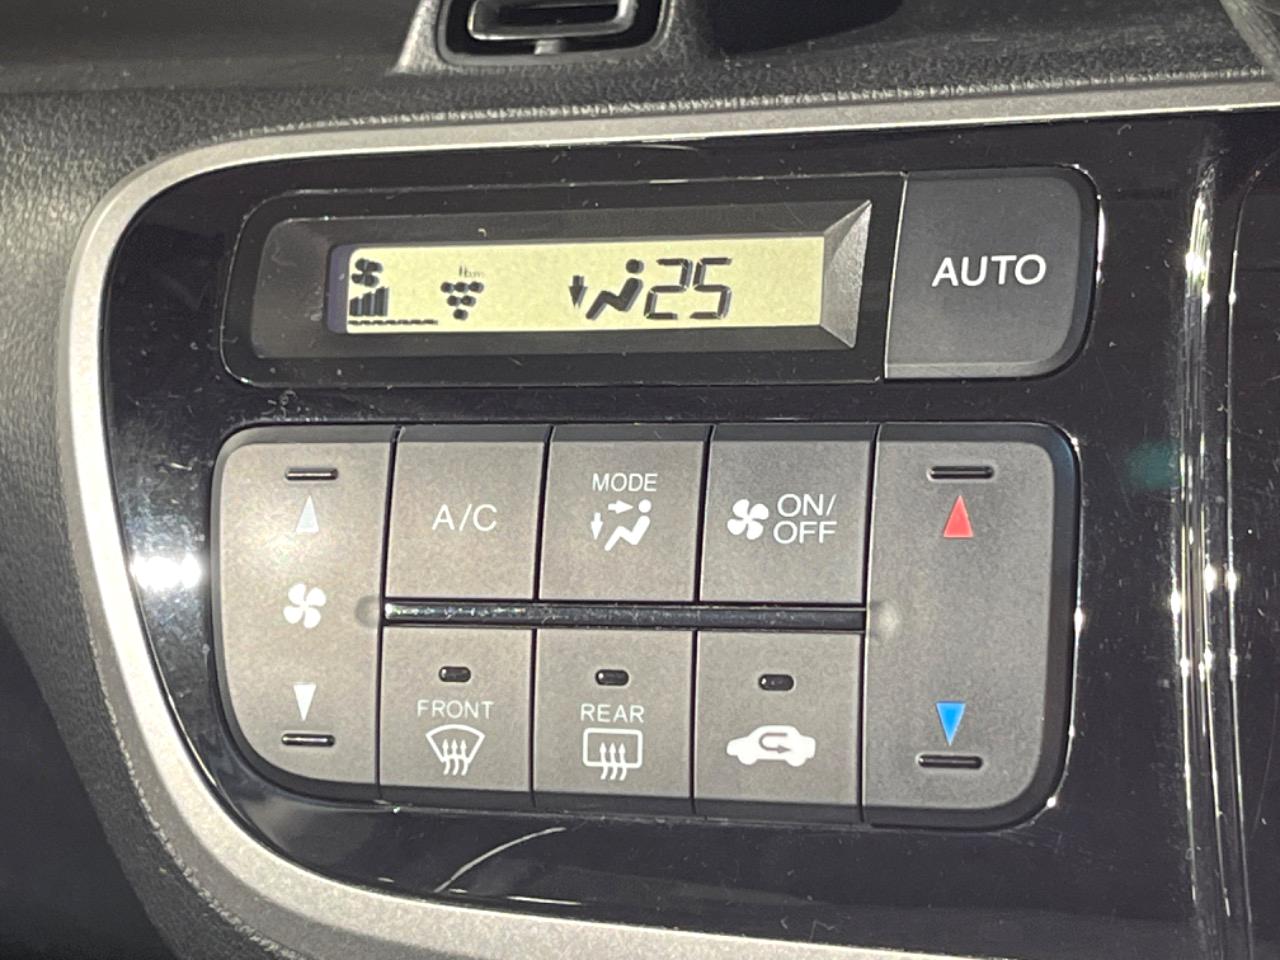 25
AUTO
A/C
MODE
ON/
OFF
FRONT
REAR